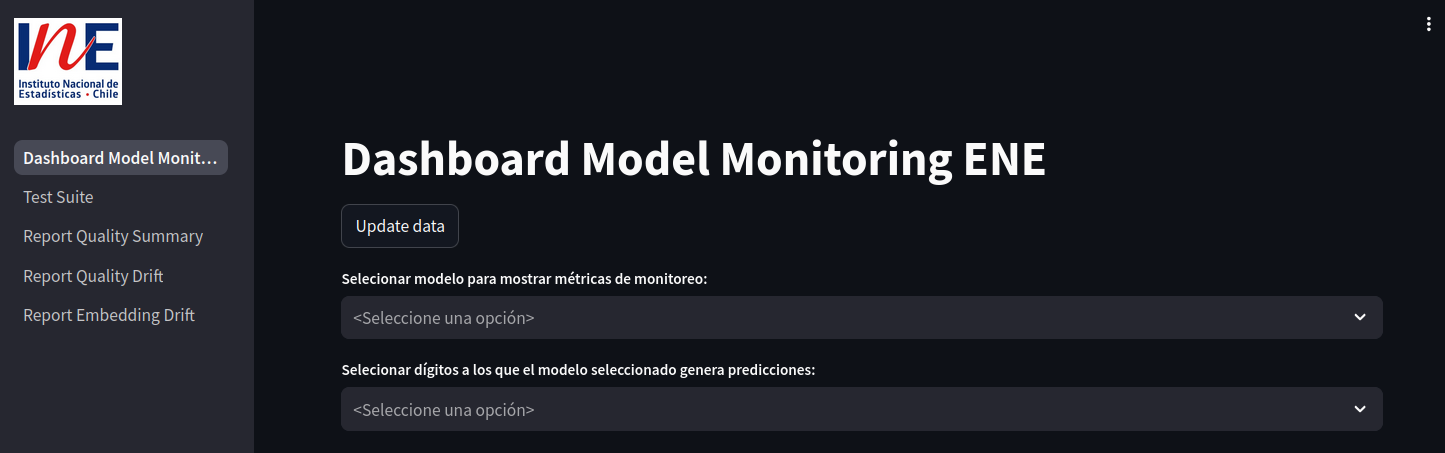 INE
Instituto Nacional de
Estadísticas • Chile
Dashboard Model Monit...
Test Suite
Report Quality Summary
Report Quality Drift
Report Embedding Drift
Dashboard Model Monitoring ENE
Update data
Selecionar modelo para mostrar métricas de monitoreo:
<Seleccione una opción>
Selecionar dígitos a los que el modelo seleccionado genera predicciones:
<Seleccione una opción>